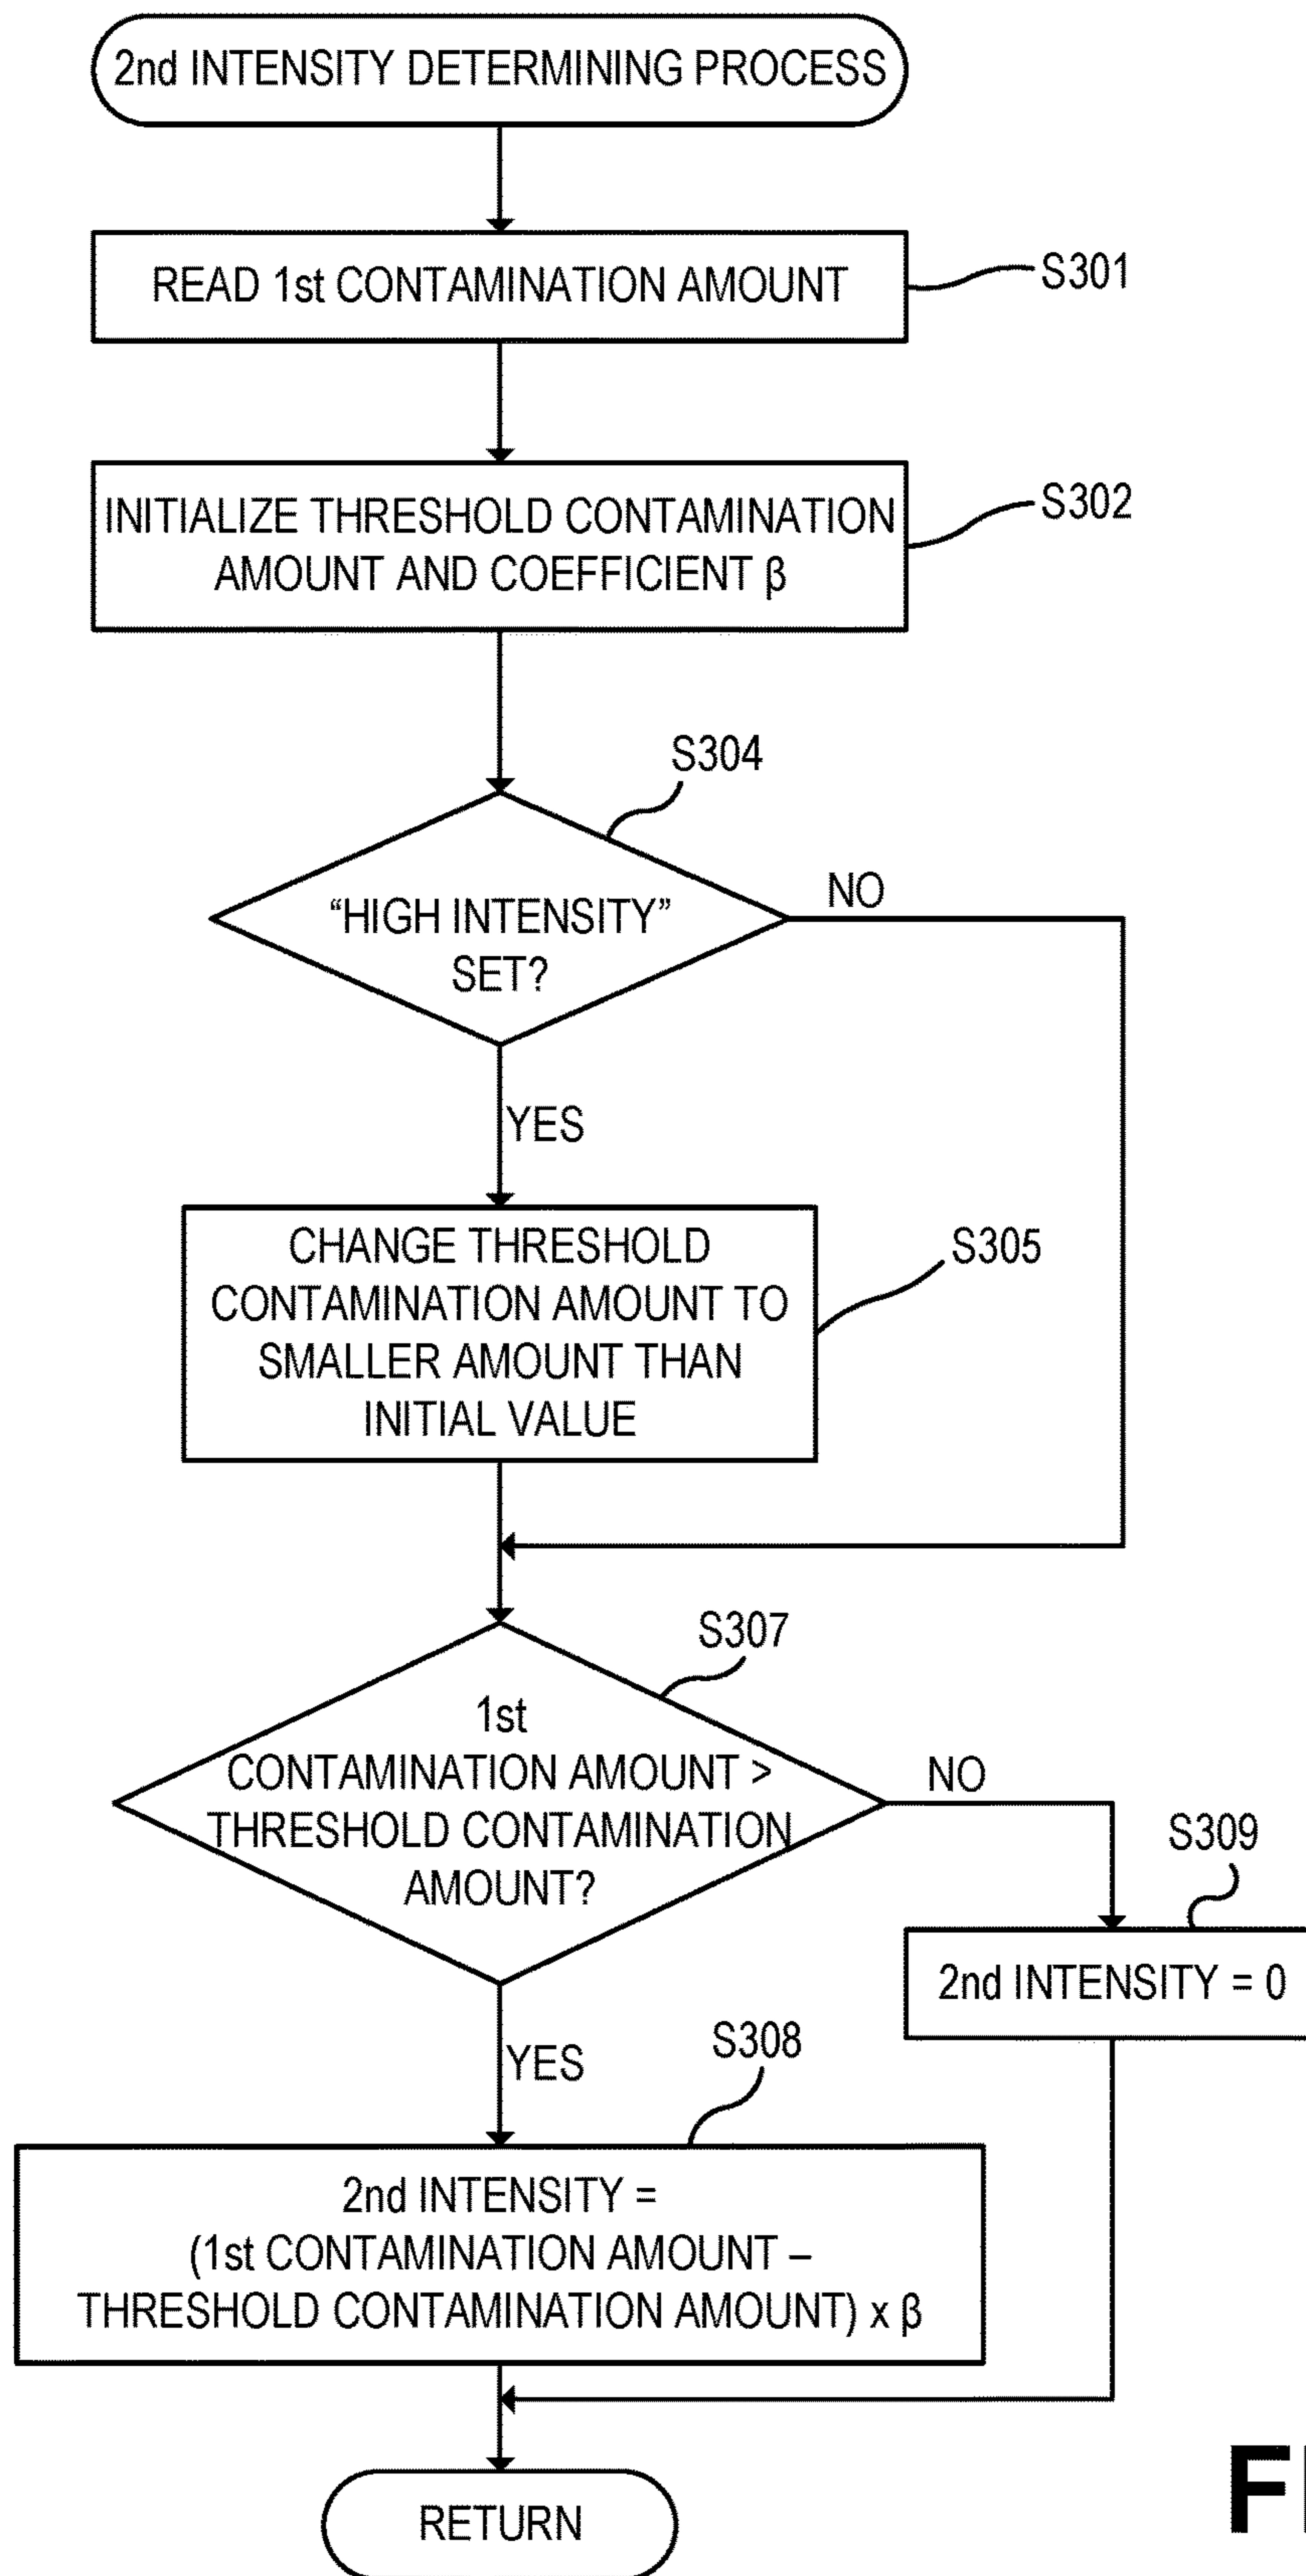 2nd INTENSITY DETERMINING PROCESS
READ 1st CONTAMINATION AMOUNT
S301
INITIALIZE THRESHOLD CONTAMINATION
AMOUNT AND COEFFICIENT β
S302
S304
"HIGH INTENSITY"
SET?
NO
YES
CHANGE THRESHOLD
CONTAMINATION AMOUNT TO
SMALLER AMOUNT THAN
INITIAL VALUE
S305
S307
1st
CONTAMINATION AMOUNT >
THRESHOLD CONTAMINATION
AMOUNT?
NO
S309
2nd INTENSITY = 0
YES
S308
2nd INTENSITY =
(1st CONTAMINATION AMOUNT –
THRESHOLD CONTAMINATION AMOUNT) x β
RETURN